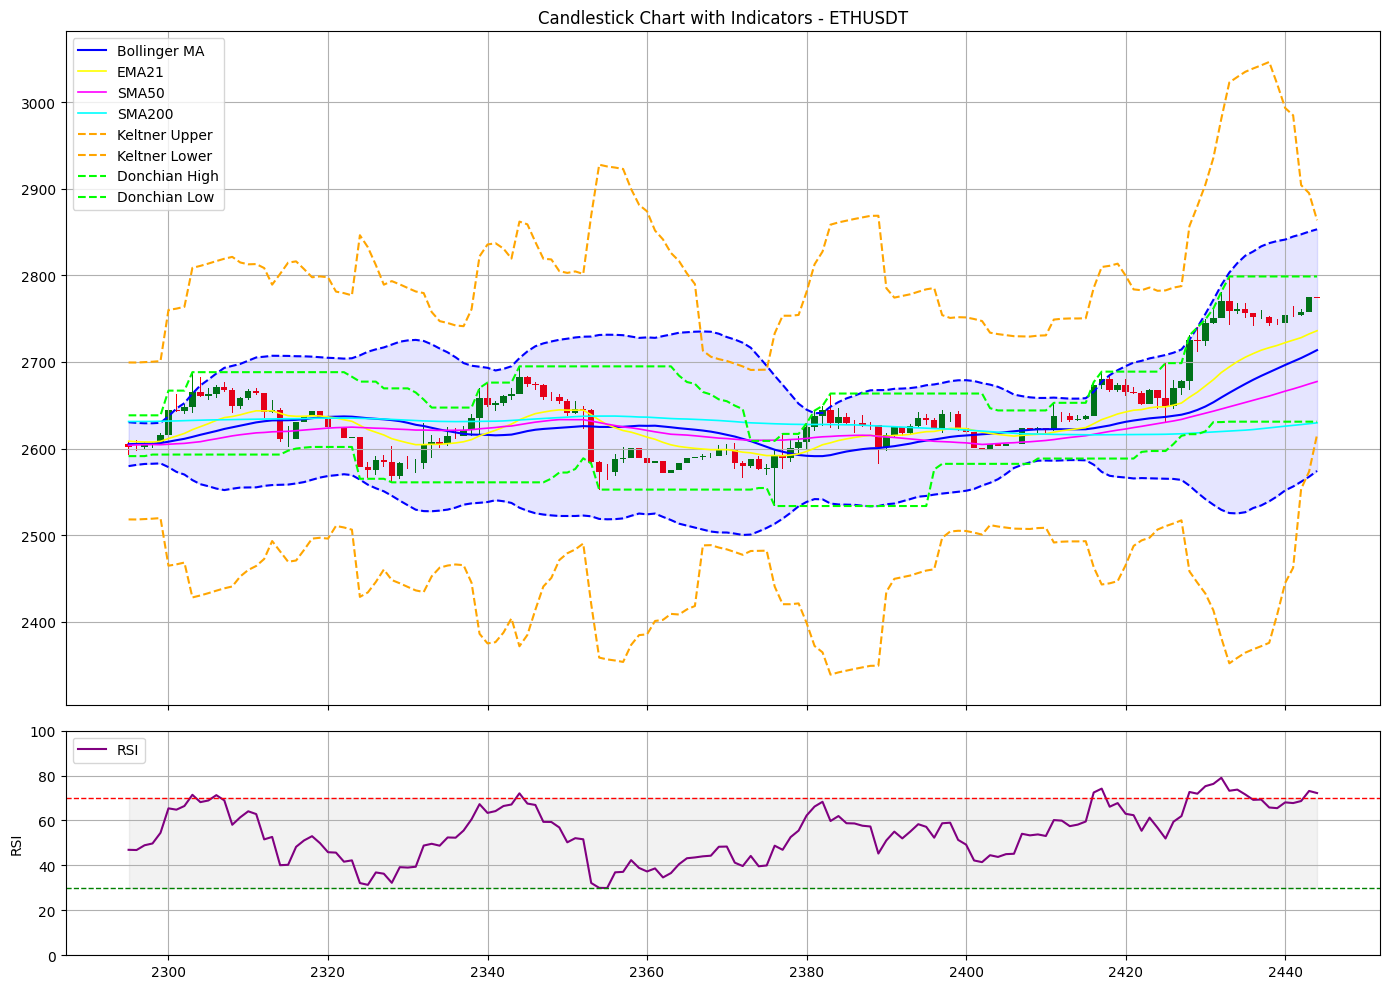 Candlestick Chart with Indicators - ETHUSDT
Bollinger MA
EMA21
SMA50
SMA200
Keltner Upper
Keltner Lower
Donchian High
Donchian Low
3000
2900
2800
2700
2600
2500
2400
RSI
100
80
60
40
20
0
RSI
2300
2320
2340
2360
2380
2400
2420
2440